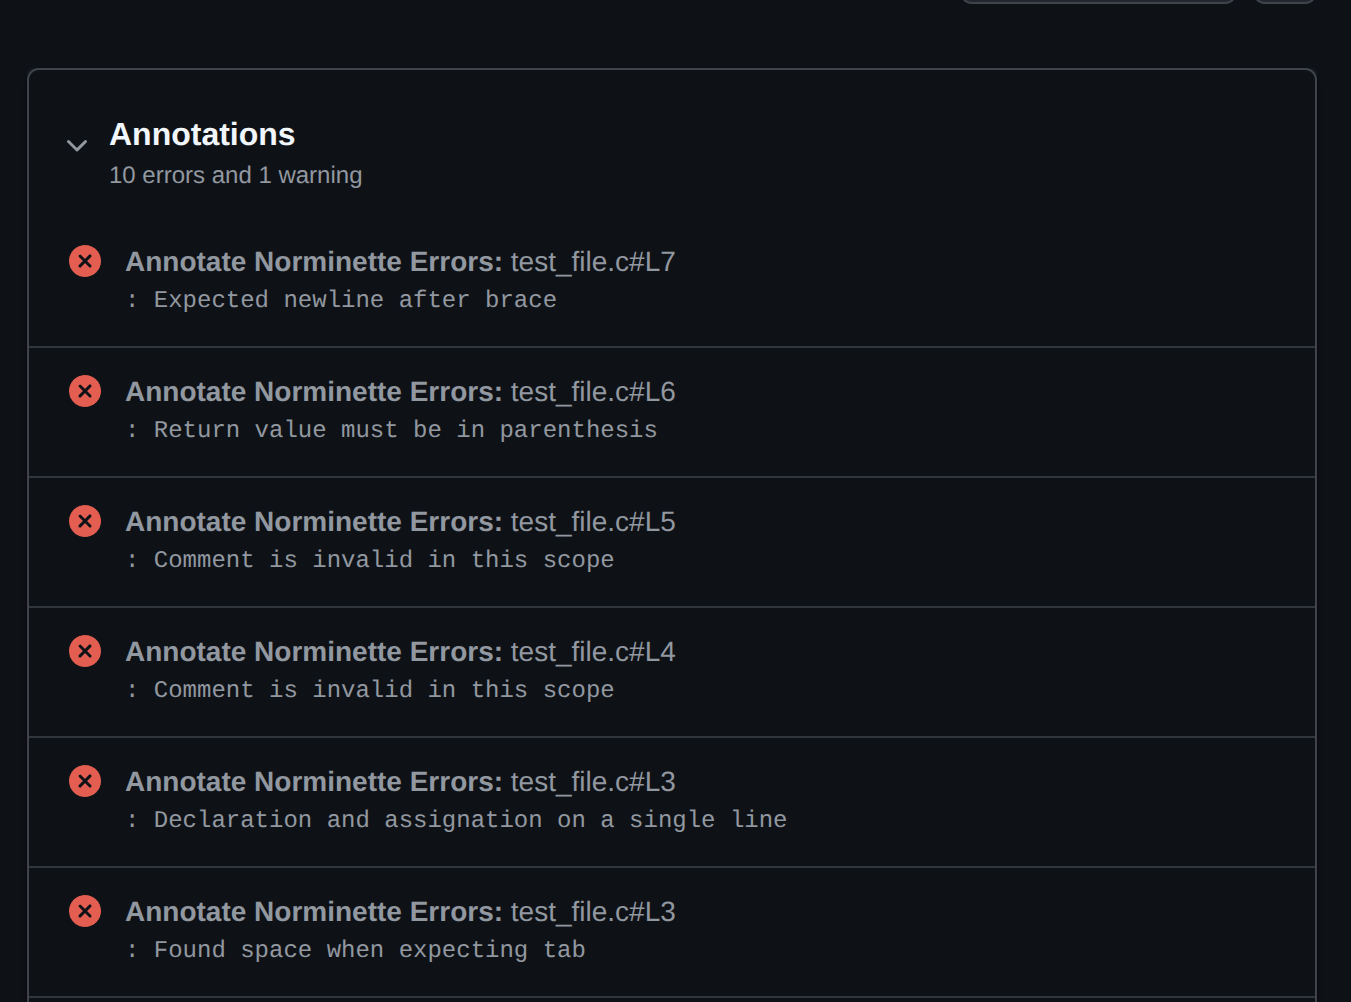 Annotations
10 errors and 1 warning
Annotate Norminette Errors: test_file.c#L7
: Expected newline after brace
Annotate Norminette Errors: test_file.c#L6
: Return value must be in parenthesis
Annotate Norminette Errors: test_file.c#L5
: Comment is invalid in this scope
Annotate Norminette Errors: test_file.c#L4
: Comment is invalid in this scope
Annotate Norminette Errors: test_file.c#L3
: Declaration and assignation on a single line
Annotate Norminette Errors: test_file.c#L3
: Found space when expecting tab